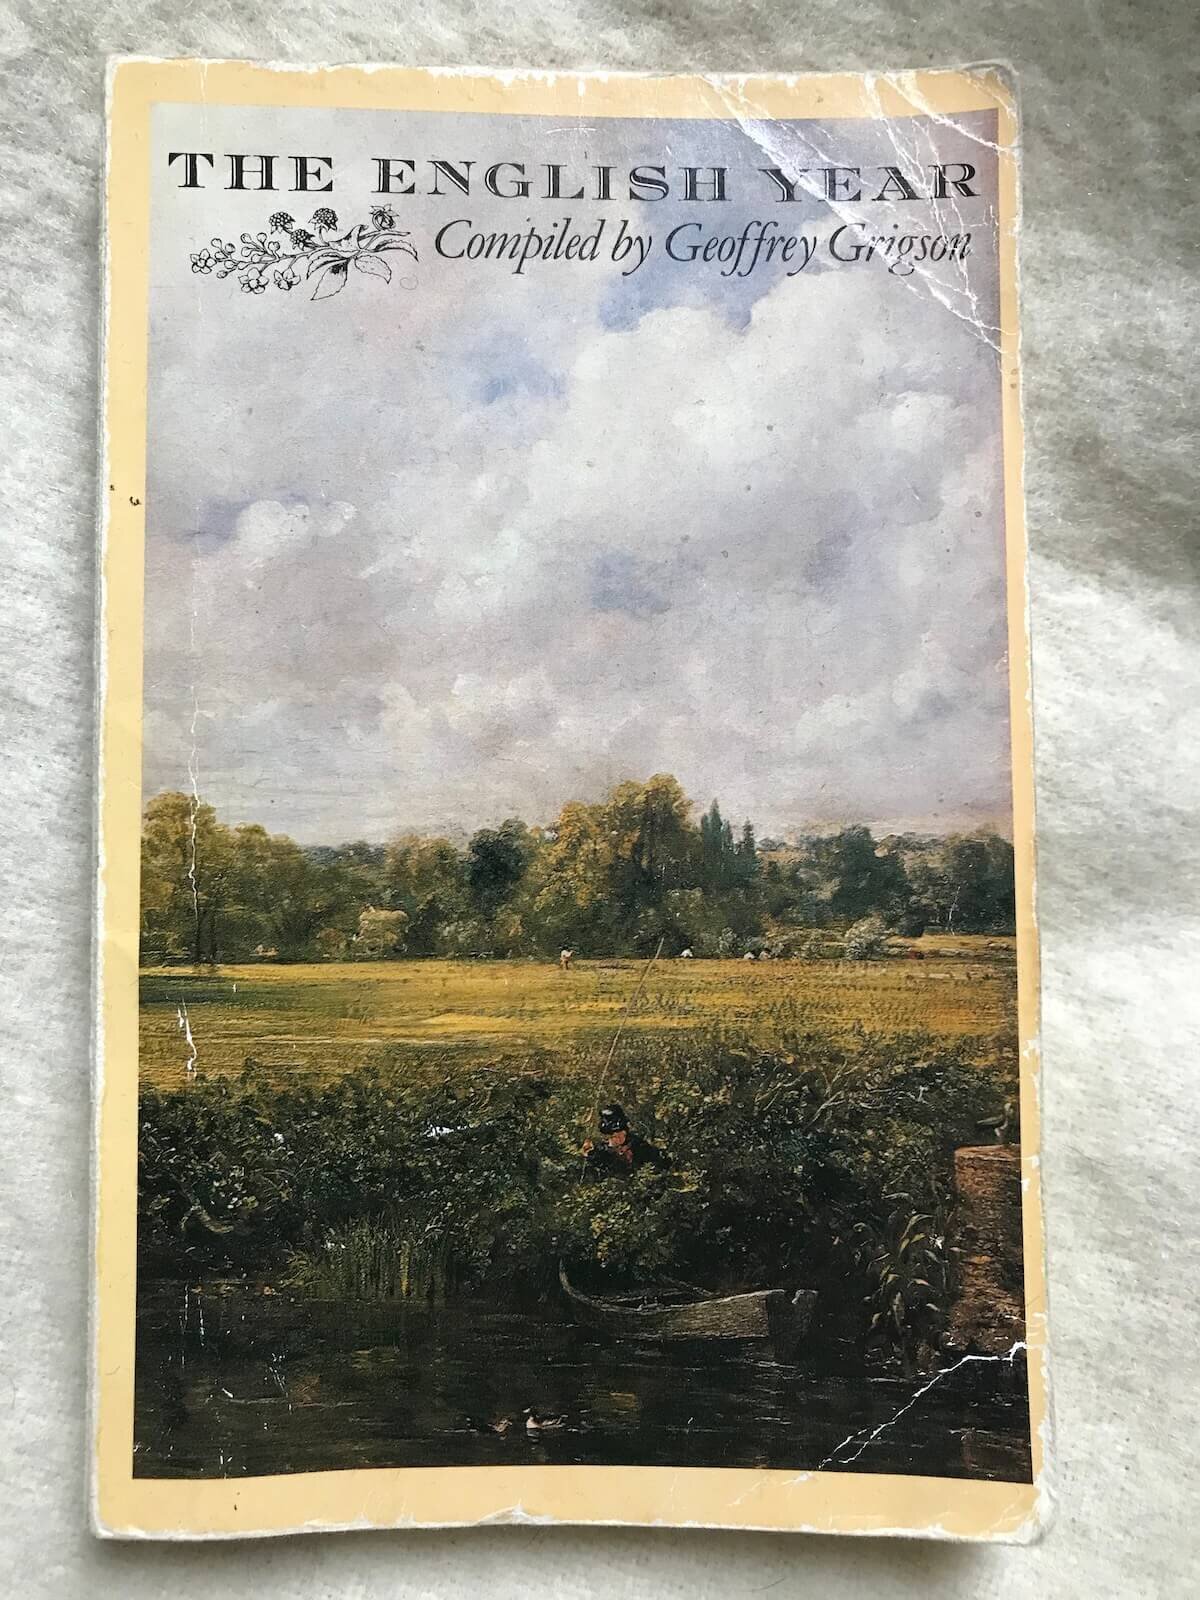 THE ENGLISH YEAR
Compiled by Geoffrey Grigson